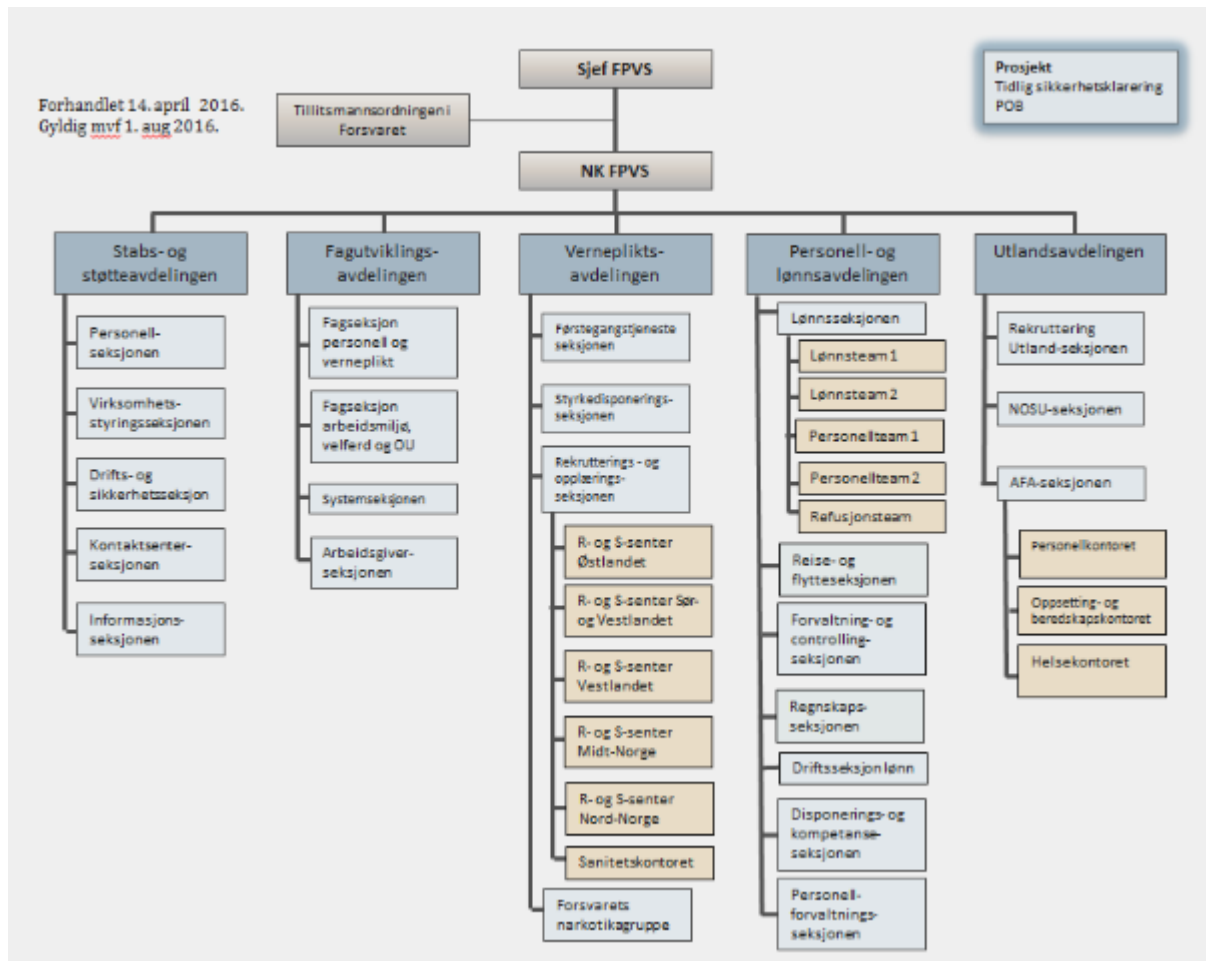 Sjef FPVS
Prosjekt
Tidlig sikkerhetsklarering
POB
Forhandlet 14. april 2016.
Gyldig mvf 1. aug 2016.
Tillitsmannsordningen i
Forsvaret
NK FPVS
Stabs- og
støtteavdelingen
Personell-
seksjonen
Virksomhets-
styringsseksjonen
Drifts- og
sikkerhetsseksjon
Kontaktsenter-
seksjonen
Informasjons-
seksjonen
Fagutviklings-
avdelingen
Fagseksjon
personell og
verneplikt
Fagseksjon
arbeidsmiljø,
velferd og OU
Systemseksjonen
Arbeidsgiver-
seksjonen
Vernepliks-
avdelingen
Førstegangstjeneste
seksjonen
Styrkedisponerings-
seksjonen
Rekrutterings - og
opplærings-
seksjonen
R- og S-senter
Østlandet
R- og S-senter Sør-
og Vestlandet
R- og S-senter
Vestlandet
R- og S-senter
Midt-Norge
R- og S-senter
Nord-Norge
Sanitetskontoret
Forsvarets
narkotikagruppe
Personell- og
lønnsavdelingen
Lønnsseksjonen
Lønnsteam 1
Lønnsteam 2
Personellteam 1
Personellteam 2
Refusjonsteam
Reise- og
flytteseksjonen
Forvaltning- og
controlling-
seksjonen
Regnskaps-
seksjonen
Driftsseksjon lønn
Disponerings- og
kompetanse-
seksjonen
Personell-
forvaltnings-
seksjonen
Utlandsavdelingen
Rekruttering
Utland-seksjonen
NOSU-seksjonen
AFA-seksjonen
Personellkontoret
Oppsetting- og
beredskapskontoret
Helsekontoret